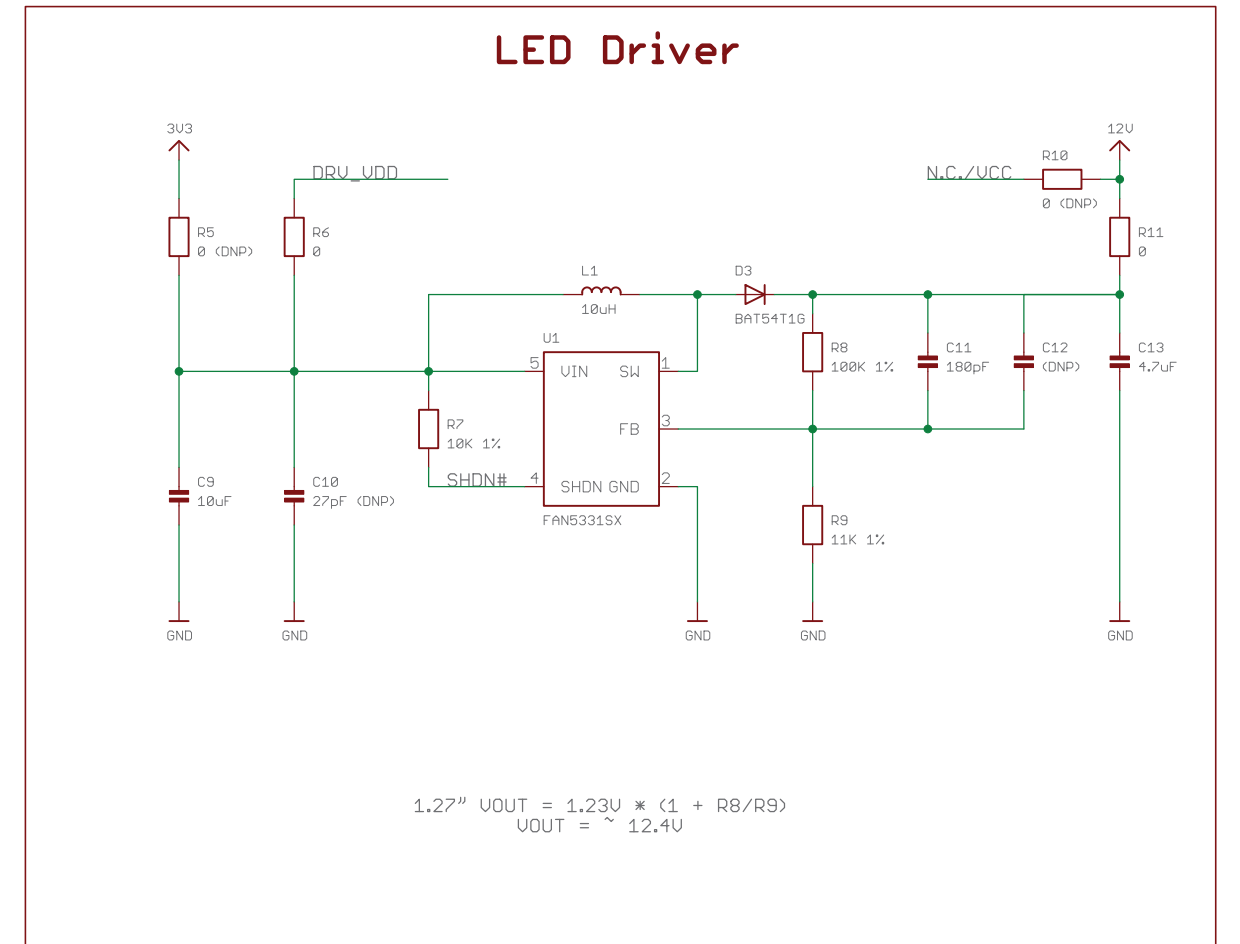 LED Driver
3V3
12V
DRV_VDD
N.C./VCC
R10
0 (DNP)
R5
0 (DNP)
R6
0
R11
0
L1
10uH
D3
BAT54T1G
U1
5
VIN
SW
1
R8
100K 1%
C11
180pF
C12
(DNP)
C13
4.7uF
R7
10K 1%
FB
3
SHDN#
4
SHDN
GND
2
FAN5331SX
C9
10uF
C10
27pF (DNP)
R9
11K 1%
GND
GND
GND
GND
GND
1.27" VOUT = 1.23V * (1 + R8/R9)
VOUT = ~ 12.4V